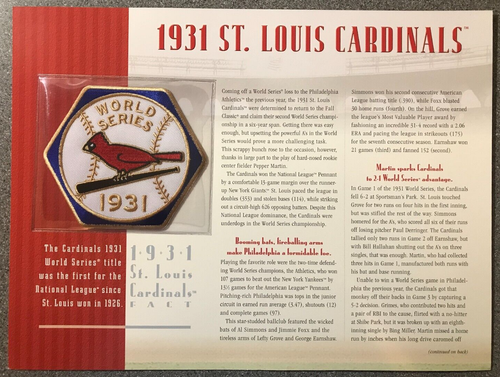 1931 ST. LOUIS CARDINALS™
WORLD
SERIES
1931
The Cardinals 1931
World Series® title
was the first for the
National League® since
St. Louis won in 1926.
1·9·3·1
St. Louis
Cardinals™
FACT
Coming off a World Series® loss to the Philadelphia
Athletics™ the previous year, the 1931 St. Louis
Cardinals™ were determined to return to the Fall
Classic® and claim their second World Series champi-
onship in a six-year span. Getting there was easy
enough, but upsetting the powerful A's in the World
Series would prove a more challenging task.
This scrappy bunch rose to the occasion, however,
thanks in large part to the play of hard-nosed rookie
center fielder Pepper Martin.
The Cardinals won the National League™ Pennant
by a comfortable 13-game margin over the runner-
up New York Giants™. St. Louis paced the league in
doubles (353) and stolen bases (114), while striking
out a circuit-high 626 opposing batters. Despite this
National League dominance, the Cardinals were
underdogs in the World Series championship.
Booming bats, fireballing arms
make Philadelphia a formidable foe.
Playing the favorite role were the two-time defend-
ing World Series champions, the Athletics, who won
107 games to beat out the New York Yankees™ by
13½ games for the American League™ Pennant.
Pitching-rich Philadelphia was tops in the junior
circuit in earned run average (3.47), shutouts (12)
and complete games (97).
This star-studded ballclub featured the wicked
bats of Al Simmons and Jimmie Foxx and the
tireless arms of Lefty Grove and George Earnshaw.
Simmons won his second consecutive American
League batting title (.390), while Foxx blasted
30 home runs (fourth). On the hill, Grove earned
the league's Most Valuable Player award by
fashioning an incredible 31-4 record with a 2.06
ERA and pacing the league in strikeouts (175)
for the seventh consecutive season. Earnshaw won
21 games (third) and fanned 152 (second).
Martin sparks Cardinals
to 2-1 World Series® advantage.
In Game 1 of the 1931 World Series, the Cardinals
fell 6-2 at Sportsman's Park. St. Louis touched
Grove for two runs on four hits in the first inning,
but was stifled the rest of the way. Simmons
homered for the A's, who scored all six of their runs
off losing pitcher Paul Derringer. The Cardinals
tallied only two runs in Game 2 off Earnshaw, but
with Bill Hallahan shutting out the A's on three
singles, that was enough. Martin, who had collected
three hits in Game 1, manufactured both runs with
his bat and base running.
Unable to win a World Series game in Philadel-
phia the previous year, the Cardinals got that
monkey off their backs in Game 3 by capturing a
5-2 decision. Grimes, who contributed two hits and
a pair of RBI to the cause, flirted with a no-hitter
at Shibe Park, but it was broken up with an eighth-
inning single by Bing Miller. Martin missed a home
run by inches when his long drive caromed off
(continued on back)